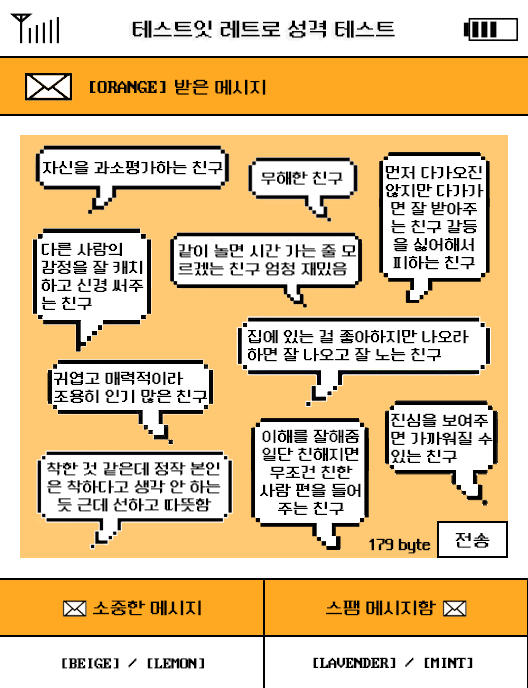 테스트잇 레트로 성격 테스트
[ORANGE] 받은 메시지
자신을 과소평가하는 친구
무해한 친구
먼저 다가오진
않지만 다가가
면 잘 받아주
는 친구 갈등
을 싫어해서
피하는 친구
다른 사람의
감정을 잘 캐치
하고 신경 써주
는 친구
같이 놀면 시간 가는 줄 모
르겠는 친구 엄청 재밌음
집에 있는 걸 좋아하지만 나오라
하면 잘 나오고 잘 노는 친구
귀엽고 매력적이라
조용히 인기 많은 친구
진심을 보여주
면 가까워질 수
있는 친구
이해를 잘해줌
일단 친해지면
무조건 친한
사람 편을 들어
주는 친구
착한 것 같은데 정작 본인
은 착하다고 생각 안 하는
듯 근데 선하고 따뜻함
179 byte 전송
소중한 메시지
스팸 메시지함
[BEIGE] / [LEMON]
[LAVENDER] / [MINT]